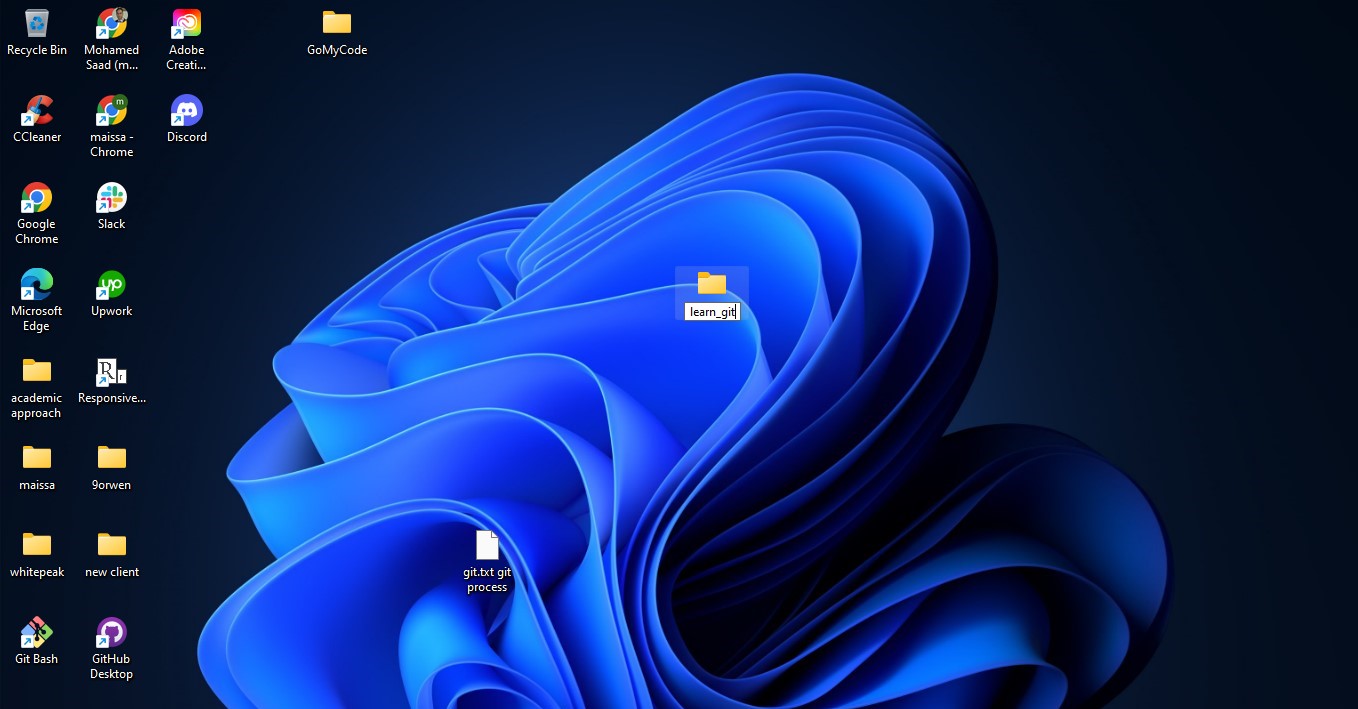 Recycle Bin
Mohamed
Saad (m...
Adobe
Creati...
GoMyCode
CCleaner
m
maissa -
Chrome
Discord
Google
Chrome
Slack
learn_git
Microsoft
Edge
up
Upwork
academic
approach
R
r
Responsive...
maissa
9orwen
whitepeak
new client
git.txt git
process
Git Bash
GitHub
Desktop